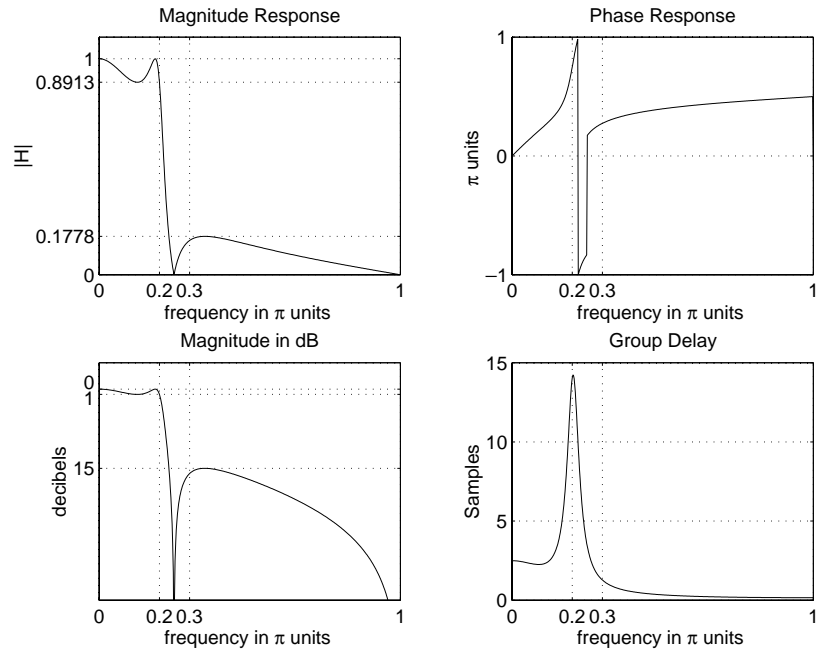 Magnitude Response
1
0.8913
|H|
0.1778
0
0 0.2 0.3 1
frequency in π units
Phase Response
1
π units
0
−1
0 0.2 0.3 1
frequency in π units
Magnitude in dB
0
1
decibels
15
0 0.2 0.3 1
frequency in π units
Group Delay
15
10
Samples
5
0
0 0.2 0.3 1
frequency in π units